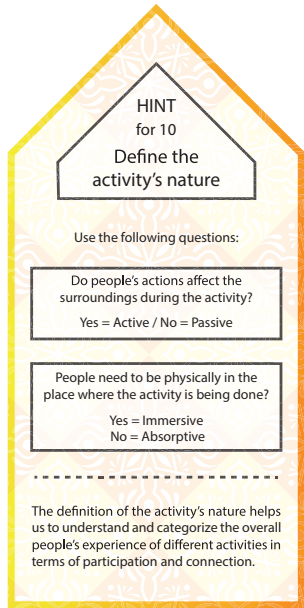 HINT
for 10
Define the
activity's nature
Use the following questions:
Do people's actions affect the
surroundings during the activity?
Yes = Active / No = Passive
People need to be physically in the
place where the activity is being done?
Yes = Immersive
No = Absorptive
The definition of the activity's nature helps
us to understand and categorize the overall
people's experience of different activities in
terms of participation and connection.